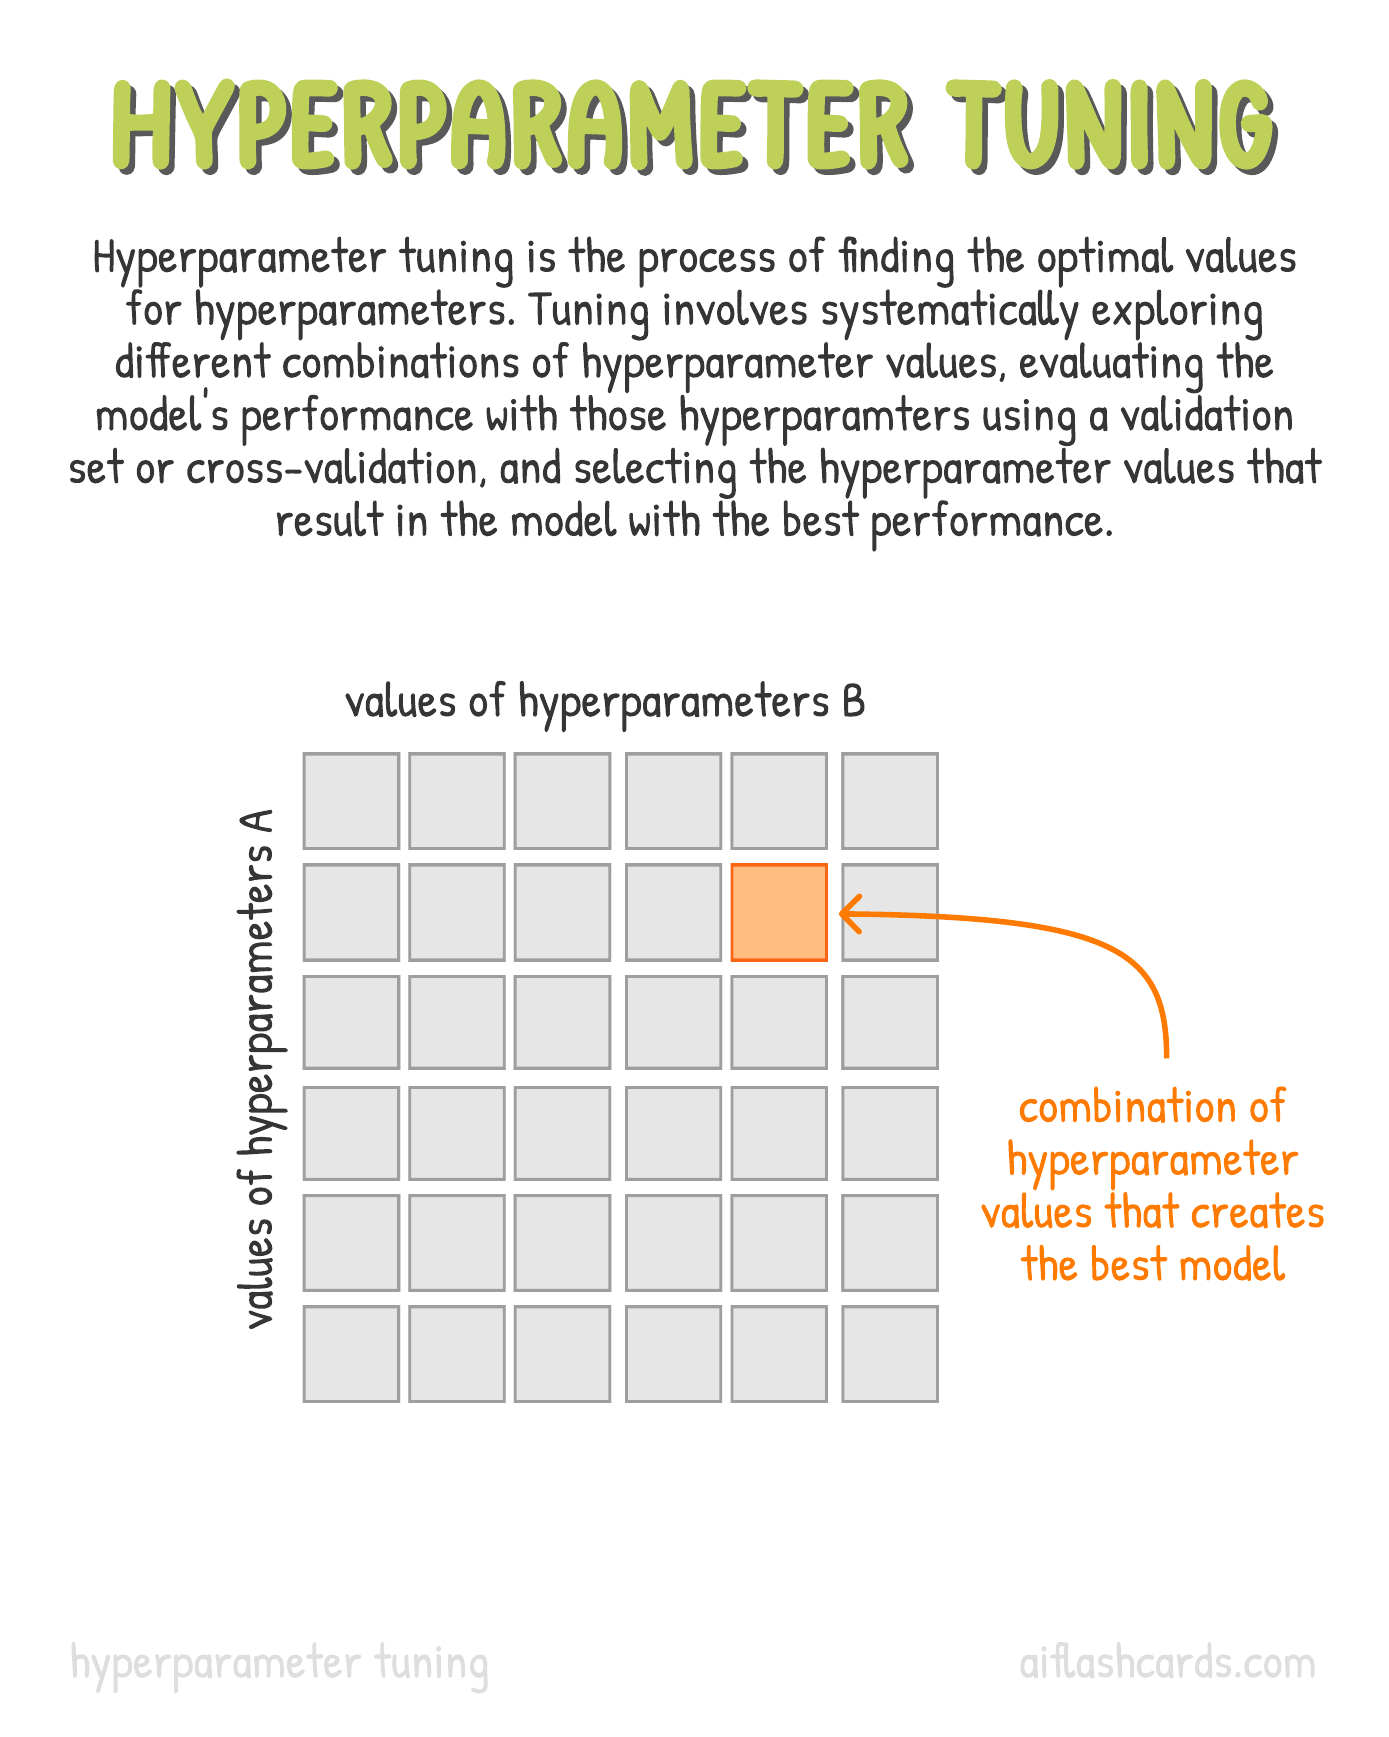 HYPERPARAMETER TUNING
Hyperparameter tuning is the process of finding the optimal values
for hyperparameters. Tuning involves systematically exploring
different combinations of hyperparameter values, evaluating the
model's performance with those hyperparamters using a validation
set or cross-validation, and selecting the hyperparameter values that
result in the model with the best performance.
values of hyperparameters B
values of hyperparameters A
combination of
hyperparameter
values that creates
the best model
hyperparameter tuning
aiflashcards.com